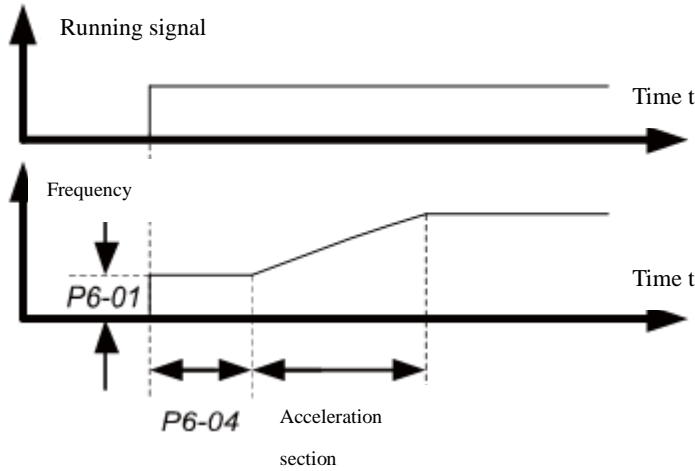 Running signal
Time t
Frequency
Time t
P6-01
P6-04
Acceleration
section